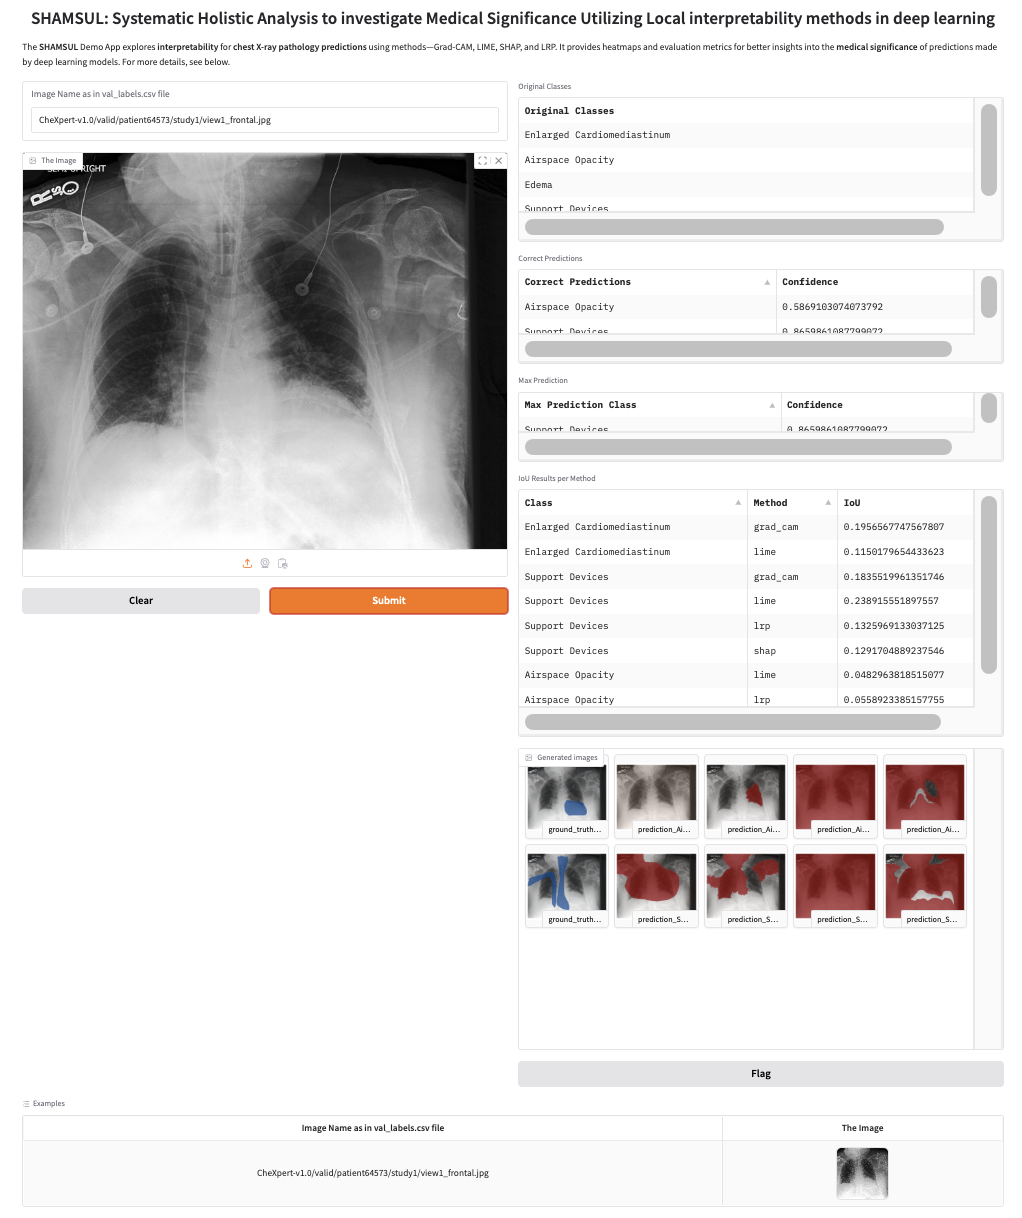 SHAMSUL: Systematic Holistic Analysis to investigate Medical Significance Utilizing Local interpretability methods in deep learning
The SHAMSUL Demo App explores interpretability for chest X-ray pathology predictions using methods—Grad-CAM, LIME, SHAP, and LRP. It provides heatmaps and evaluation metrics for better insights into the medical significance of predictions made
by deep learning models. For more details, see below.
Image Name as in val_labels.csv file
CheXpert-v1.0/valid/patient64573/study1/view1_frontal.jpg
The Image
Clear
Submit
Original Classes
Original Classes
Enlarged Cardiomediastinum
Airspace Opacity
Edema
Support Devices
Correct Predictions
Correct Predictions Confidence
Airspace Opacity 0.5869103074073792
Support Devices 0.8659861087799072
Max Prediction
Max Prediction Class Confidence
Support Devices 0.8659861087799072
IoU Results per Method
Class Method IoU
Enlarged Cardiomediastinum grad_cam 0.1956567747567807
Enlarged Cardiomediastinum lime 0.1150179654433623
Support Devices grad_cam 0.1835519961351746
Support Devices lime 0.238915551897557
Support Devices lrp 0.1325969133037125
Support Devices shap 0.1291704889237546
Airspace Opacity lime 0.0482963818515077
Airspace Opacity lrp 0.0558923385157755
Generated images
ground_truth... prediction_Ai... prediction_Ai... prediction_Ai... prediction_Ai...
ground_truth... prediction_S... prediction_S... prediction_S... prediction_S...
Flag
Examples
Image Name as in val_labels.csv file The Image
CheXpert-v1.0/valid/patient64573/study1/view1_frontal.jpg